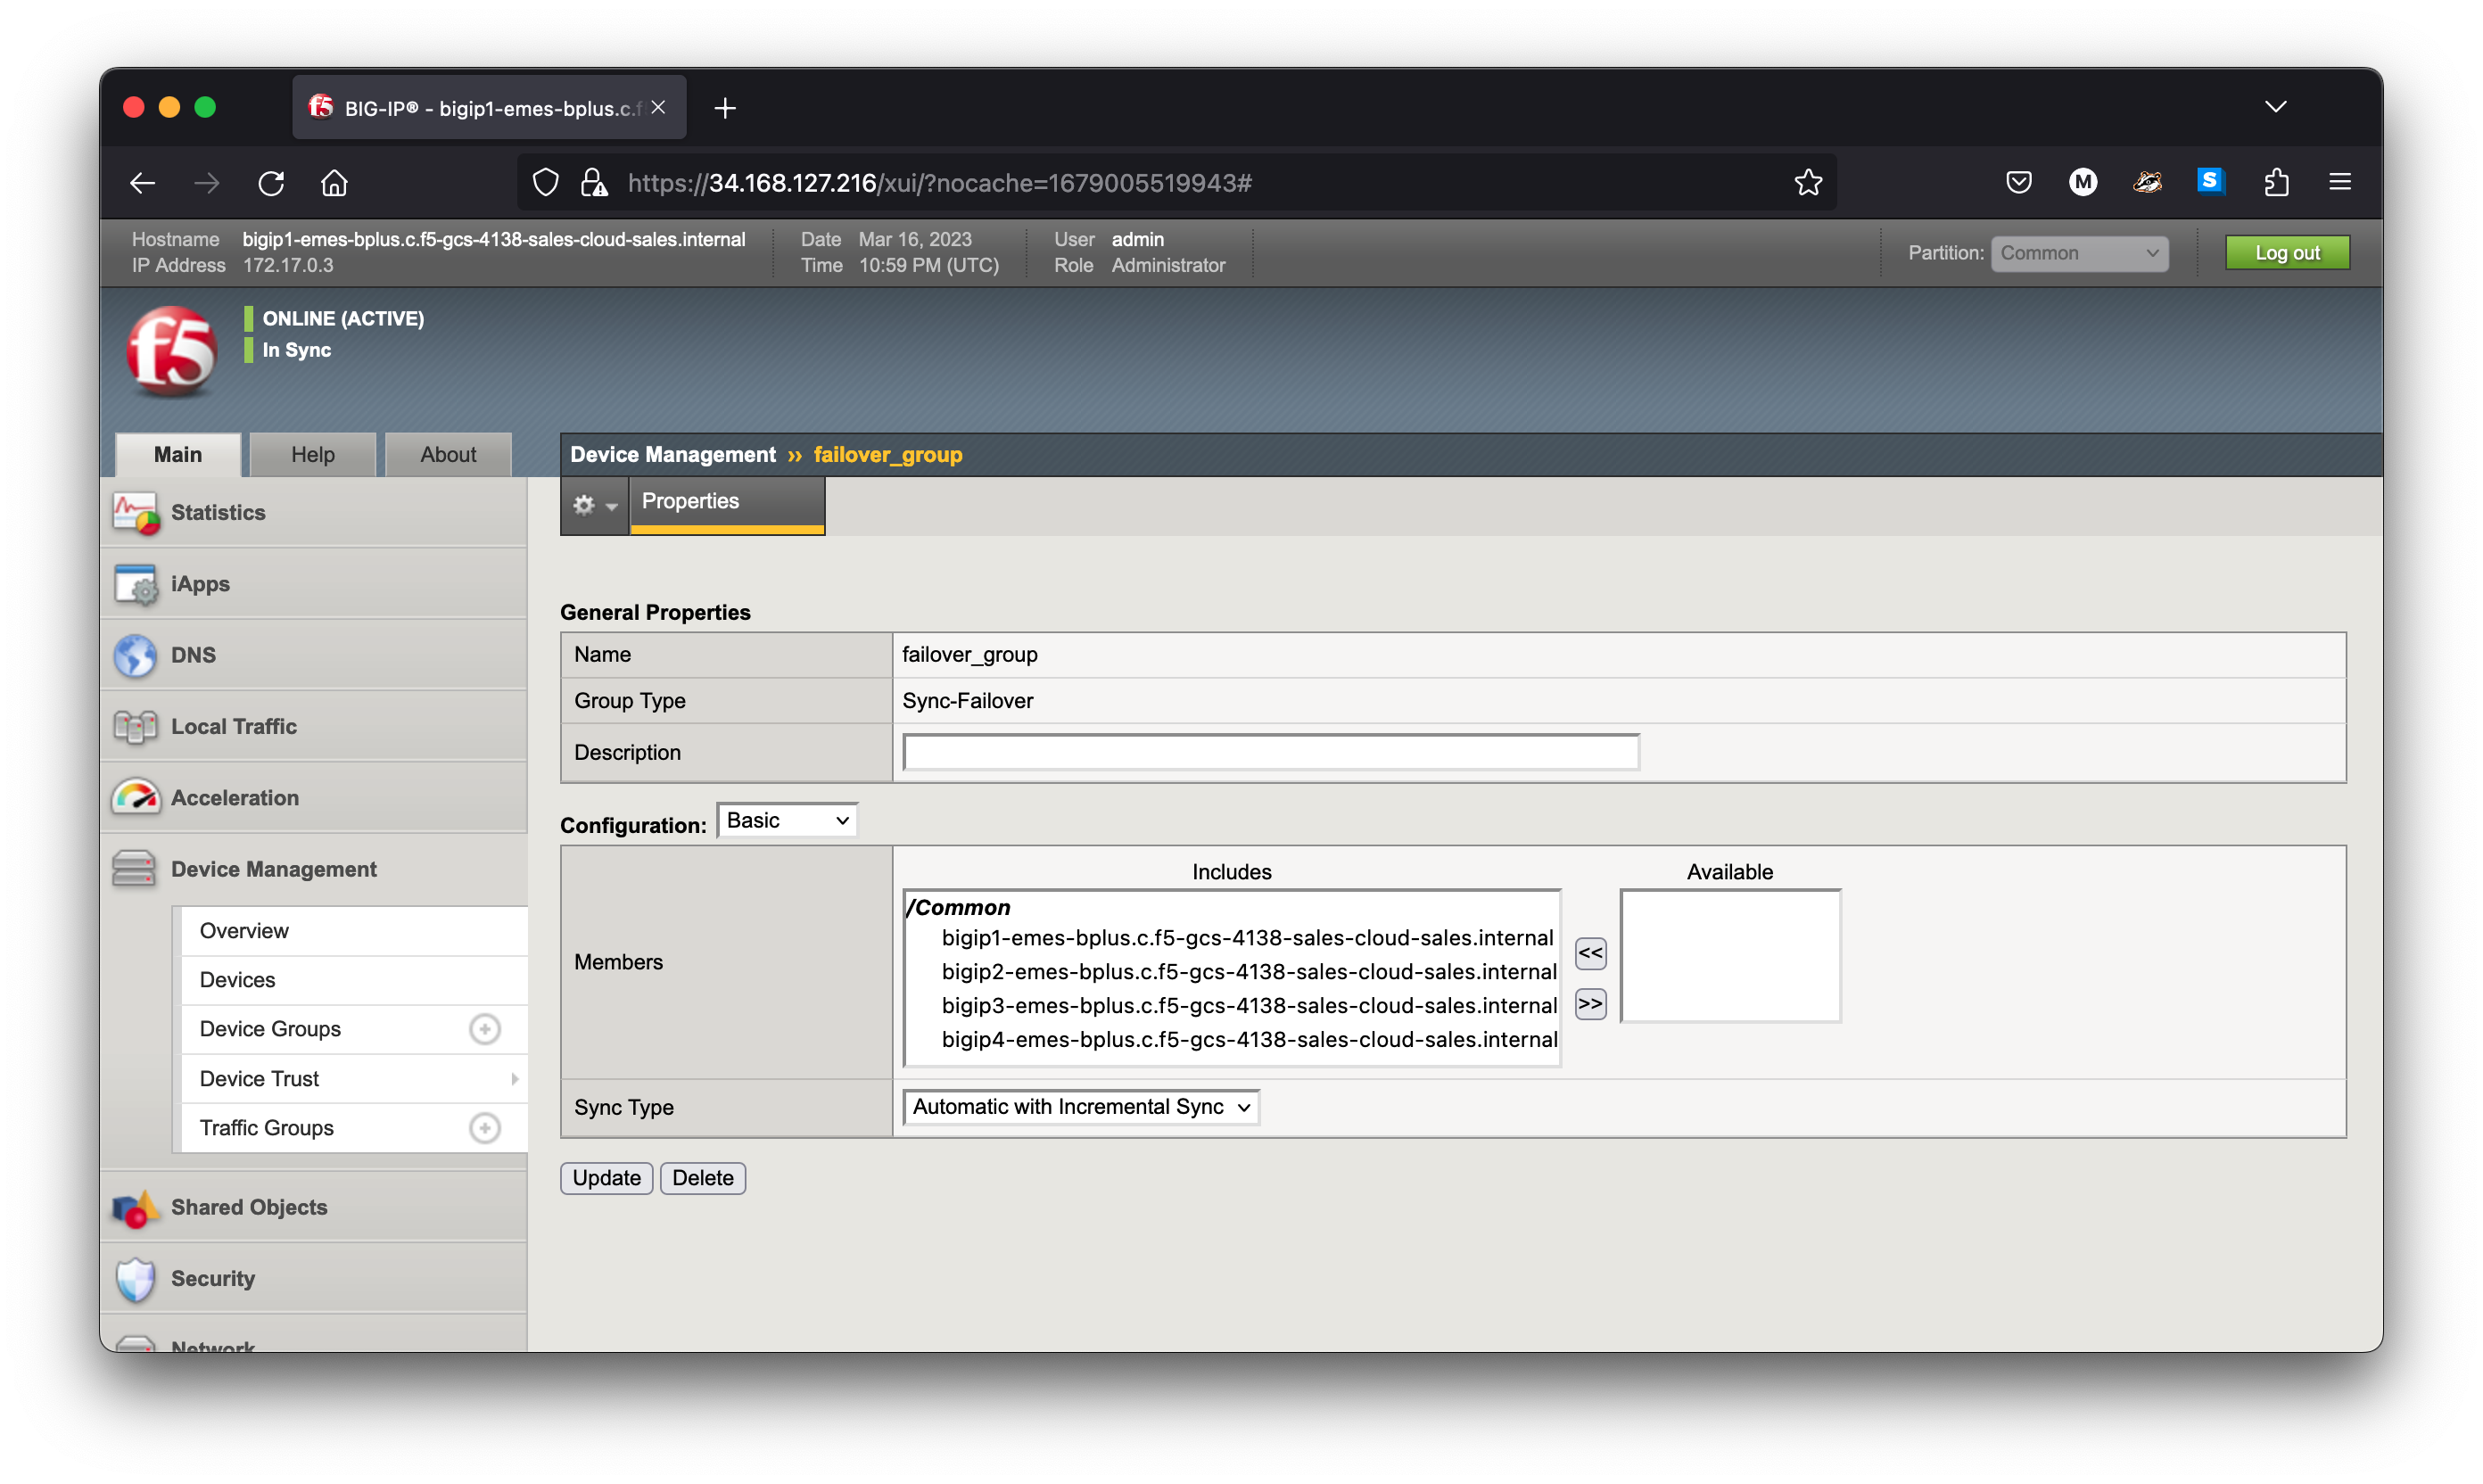 BIG-IP® - bigip1-emes-bplus.c.f
https://34.168.127.216/xui/?nocache=1679005519943#
M
S
Hostname bigip1-emes-bplus.c.f5-gcs-4138-sales-cloud-sales.internal
IP Address 172.17.0.3
Date Mar 16, 2023
Time 10:59 PM (UTC)
User admin
Role Administrator
Partition: Common
Log out
f5
ONLINE (ACTIVE)
In Sync
Main Help About
Device Management ›› failover_group
Properties
Statistics
iApps
DNS
Local Traffic
Acceleration
Device Management
Overview
Devices
Device Groups
Device Trust
Traffic Groups
Shared Objects
Security
Network
General Properties
Name failover_group
Group Type Sync-Failover
Description
Configuration: Basic
Members
Includes
/Common
bigip1-emes-bplus.c.f5-gcs-4138-sales-cloud-sales.internal
bigip2-emes-bplus.c.f5-gcs-4138-sales-cloud-sales.internal
bigip3-emes-bplus.c.f5-gcs-4138-sales-cloud-sales.internal
bigip4-emes-bplus.c.f5-gcs-4138-sales-cloud-sales.internal
<<
>>
Available
Sync Type Automatic with Incremental Sync
Update Delete